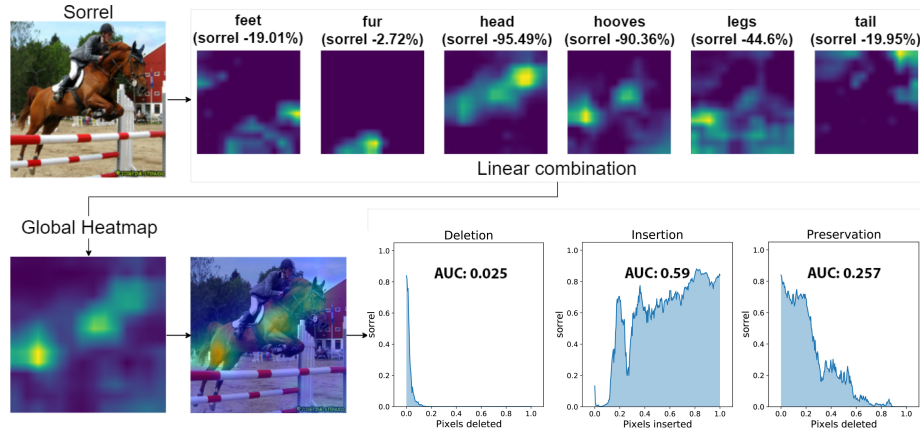 Sorrel
feet
(sorrel -19.01%)
fur
(sorrel -2.72%)
head
(sorrel -95.49%)
hooves
(sorrel -90.36%)
legs
(sorrel -44.6%)
tail
(sorrel -19.95%)
Linear combination
Global Heatmap
Deletion
AUC: 0.025
sorrel
1.0
0.8
0.6
0.4
0.2
0.0
0.0 0.2 0.4 0.6 0.8 1.0
Pixels deleted
Insertion
AUC: 0.59
sorrel
1.0
0.8
0.6
0.4
0.2
0.0
0.0 0.2 0.4 0.6 0.8 1.0
Pixels inserted
Preservation
AUC: 0.257
sorrel
1.0
0.8
0.6
0.4
0.2
0.0
0.0 0.2 0.4 0.6 0.8 1.0
Pixels deleted